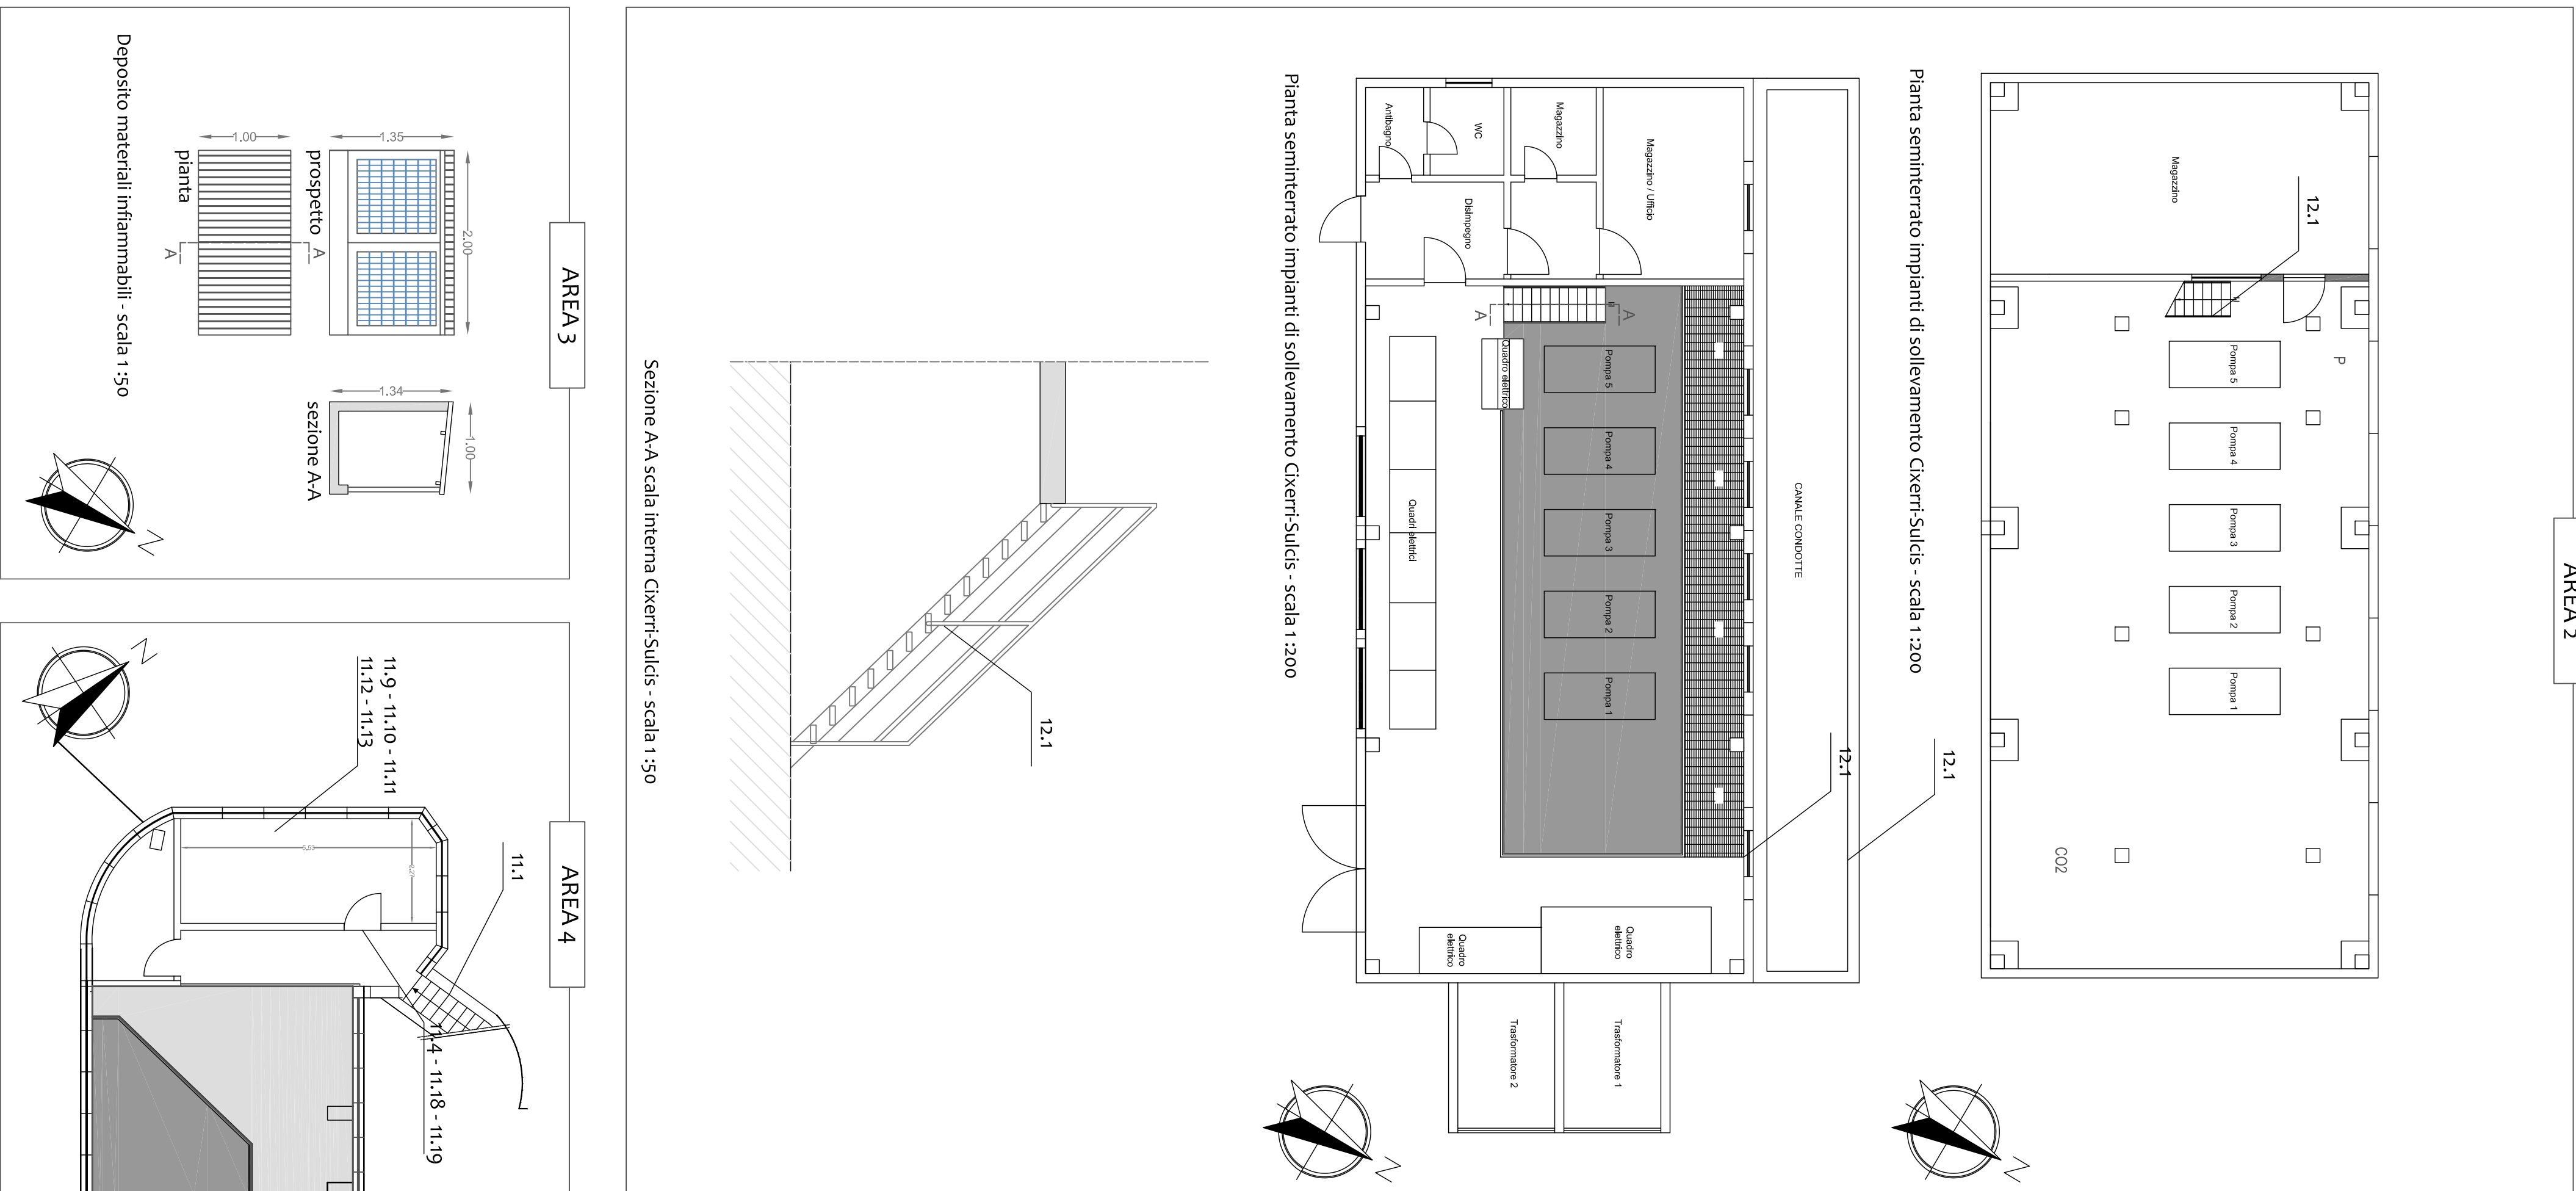 AREA 2
12.1
Magazzino
P
Pompa 5
Pompa 4
Pompa 3
Pompa 2
Pompa 1
CO2
Pianta seminterrato impianti di sollevamento Cixerri-Sulcis - scala 1:200
12.1
12.1
CANALE CONDOTTE
Magazzino / Ufficio
Magazzino
WC
Antibagno
Disimpegno
A
A
Quadro elettrico
Pompa 5
Pompa 4
Pompa 3
Pompa 2
Pompa 1
Quadri elettrici
Quadro
elettrico
Quadro
elettrico
Trasformatore 1
Trasformatore 2
N
N
Pianta seminterrato impianti di sollevamento Cixerri-Sulcis - scala 1:200
12.1
Sezione A-A scala interna Cixerri-Sulcis - scala 1:50
AREA 3
2.00
1.35
prospetto
A
A
1.00
pianta
1.00
1.34
sezione A-A
Deposito materiali infiammabili - scala 1:50
N
AREA 4
11.1
11.9 - 11.10 - 11.11
11.12 - 11.13
11.4 - 11.18 - 11.19
N